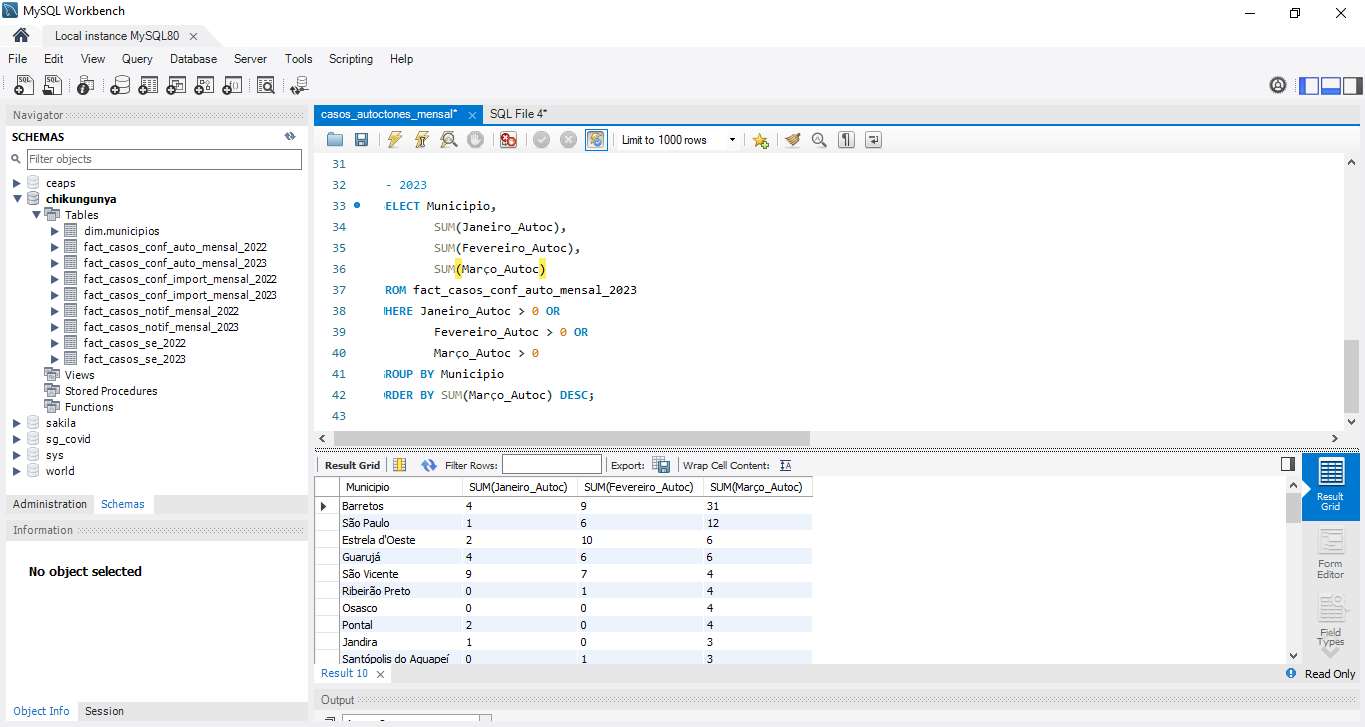 MySQL Workbench
Local instance MySQL80
File Edit View Query Database Server Tools Scripting Help
Navigator
SCHEMAS
Filter objects
ceaps
chikungunya
Tables
dim.municipios
fact_casos_conf_auto_mensal_2022
fact_casos_conf_auto_mensal_2023
fact_casos_conf_import_mensal_2022
fact_casos_conf_import_mensal_2023
fact_casos_notif_mensal_2022
fact_casos_notif_mensal_2023
fact_casos_se_2022
fact_casos_se_2023
Views
Stored Procedures
Functions
sakila
sg_covid
sys
world
Administration Schemas
Information
No object selected
Object Info Session
casos_autoctones_mensal* SQL File 4*
Limit to 1000 rows
31
32 - 2023
33 ELECT Municipio,
34 SUM(Janeiro_Autoc),
35 SUM(Fevereiro_Autoc),
36 SUM(Março_Autoc)
37 ROM fact_casos_conf_auto_mensal_2023
38 HERE Janeiro_Autoc > 0 OR
39 Fevereiro_Autoc > 0 OR
40 Março_Autoc > 0
41 ROUP BY Municipio
42 RDER BY SUM(Março_Autoc) DESC;
43
Result Grid Filter Rows: Export: Wrap Cell Content:
Municipio SUM(Janeiro_Autoc) SUM(Fevereiro_Autoc) SUM(Março_Autoc)
Barretos 4 9 31
São Paulo 1 6 12
Estrela d'Oeste 2 10 6
Guarujá 4 6 6
São Vicente 9 7 4
Ribeirão Preto 0 1 4
Osasco 0 0 4
Pontal 2 0 4
Jandira 1 0 3
Santópolis do Aguapeí 0 1 3
Result 10
Result
Grid
Form
Editor
Field
Types
Read Only
Output